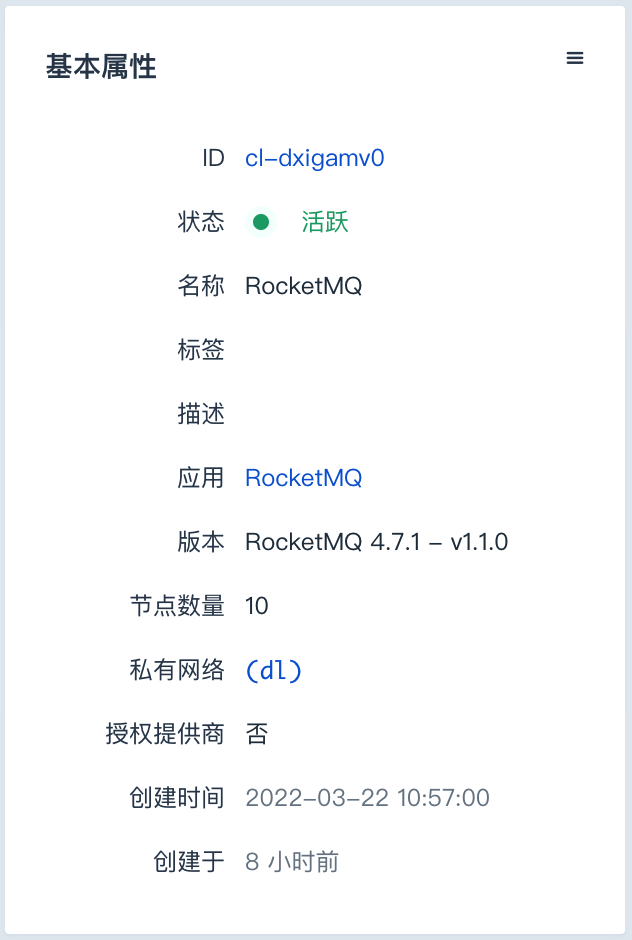 基本属性
ID cl-dxigamv0
状态 活跃
名称 RocketMQ
标签
描述
应用 RocketMQ
版本 RocketMQ 4.7.1 - v1.1.0
节点数量 10
私有网络 (dl)
授权提供商 否
创建时间 2022-03-22 10:57:00
创建于 8 小时前